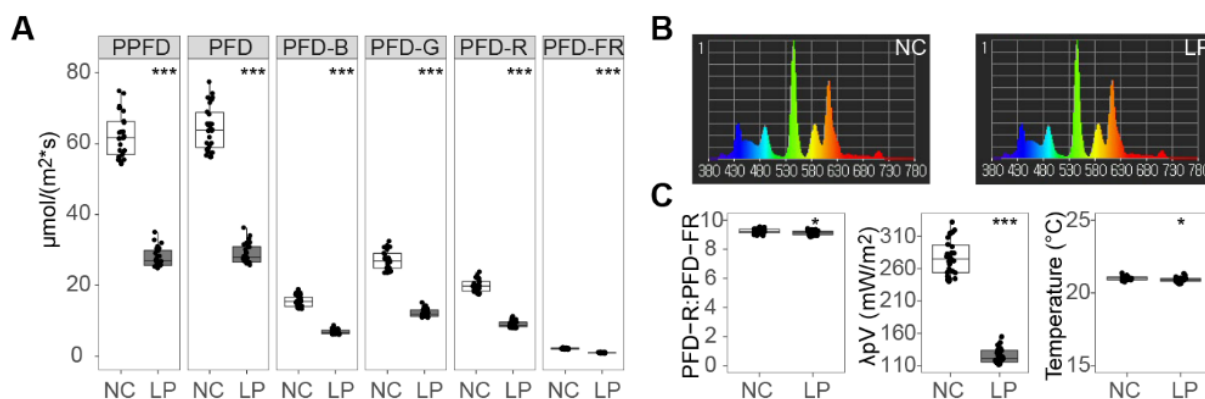 A
PPFD PFD PFD-B PFD-G PFD-R PFD-FR
*** *** *** *** *** ***
µmol/(m²*s)
80
60
40
20
0
NC LP NC LP NC LP NC LP NC LP NC LP
B
1 NC
380 430 480 530 580 630 680 730 780
1 LP
380 430 480 530 580 630 680 730 780
C
PFD-R:PFD-FR
10
8
6
4
2
0
*
NC LP
λpV (mW/m2)
310
260
210
160
110
***
NC LP
Temperature (°C)
25
20
15
*
NC LP